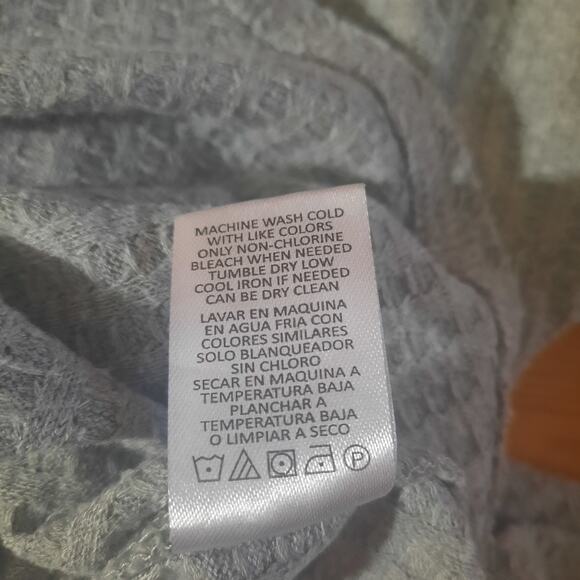 MACHINE WASH COLD
WITH LIKE COLORS
ONLY NON-CHLORINE
BLEACH WHEN NEEDED
TUMBLE DRY LOW
COOL IRON IF NEEDED
CAN BE DRY CLEAN
LAVAR EN MAQUINA
EN AGUA FRIA CON
COLORES SIMILARES
SOLO BLANQUEADOR
SIN CHLORO
SECAR EN MAQUINA A
TEMPERATURA BAJA
PLANCHAR A
TEMPERATURA BAJA
O LIMPIAR A SECO
P